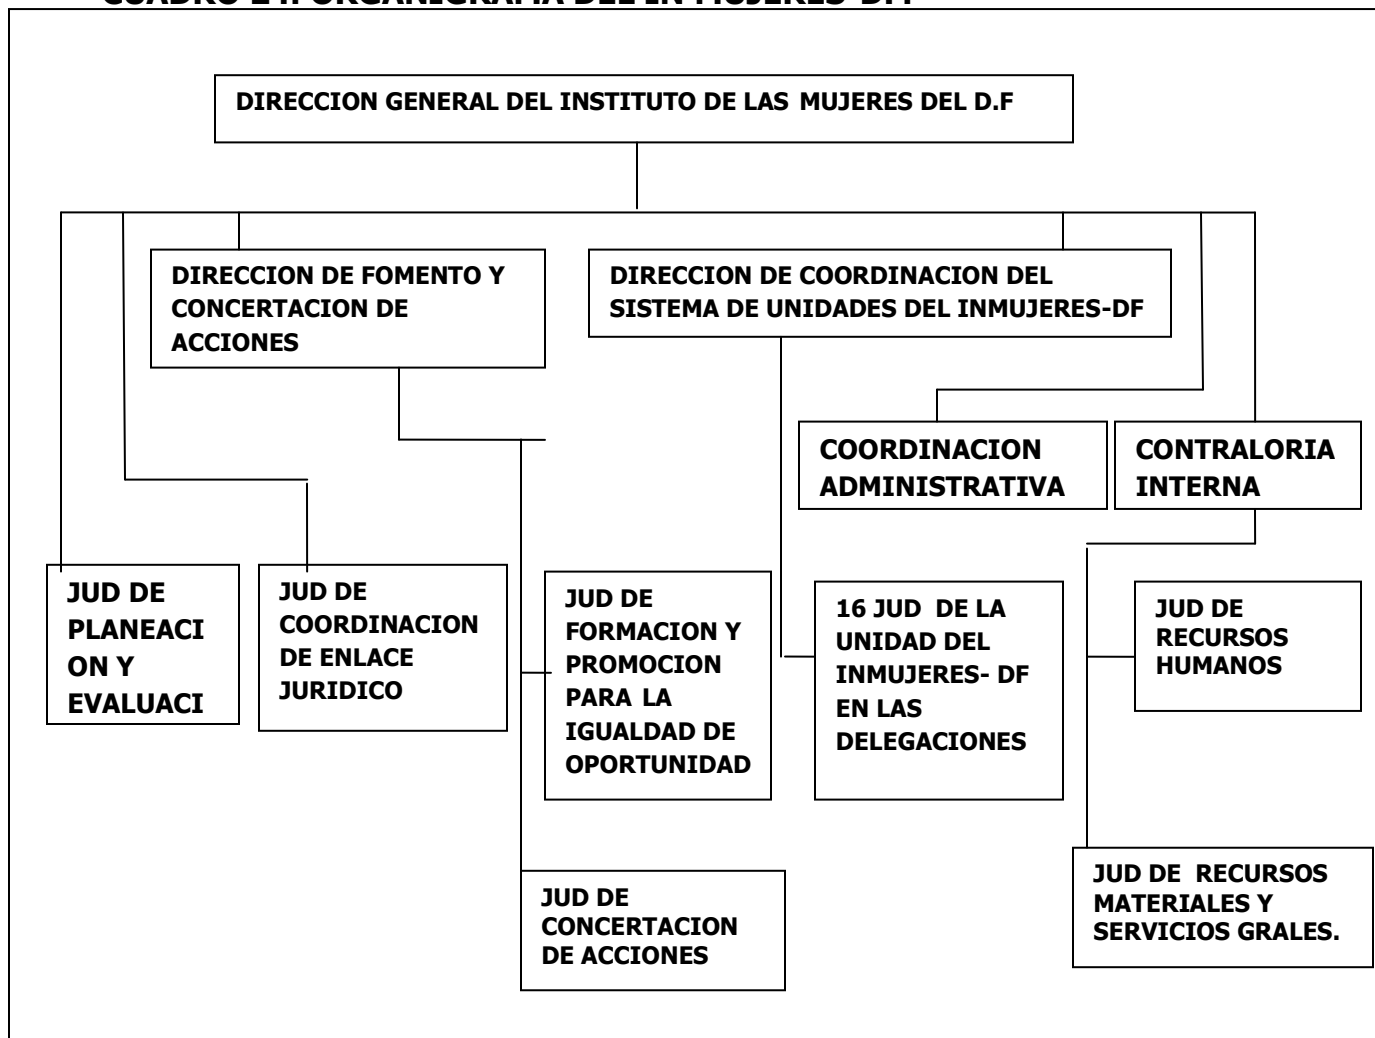 DIRECCION GENERAL DEL INSTITUTO DE LAS MUJERES DEL D.F
DIRECCION DE FOMENTO Y
CONCERTACION DE
ACCIONES
DIRECCION DE COORDINACION DEL
SISTEMA DE UNIDADES DEL INMUJERES-DF
COORDINACION
ADMINISTRATIVA
CONTRALORIA
INTERNA
JUD DE
PLANEACI
ON Y
EVALUACI
JUD DE
COORDINACION
DE ENLACE
JURIDICO
JUD DE
FORMACION Y
PROMOCION
PARA LA
IGUALDAD DE
OPORTUNIDAD
16 JUD DE LA
UNIDAD DEL
INMUJERES- DF
EN LAS
DELEGACIONES
JUD DE
RECURSOS
HUMANOS
JUD DE
CONCERTACION
DE ACCIONES
JUD DE RECURSOS
MATERIALES Y
SERVICIOS GRALES.